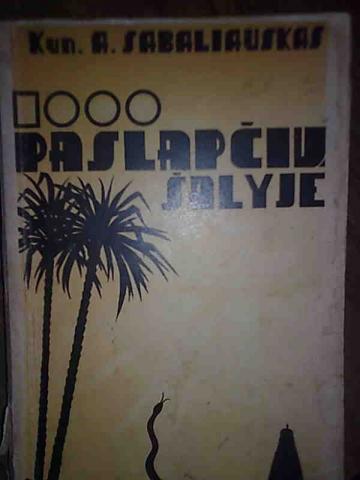 Kun. A. SABALIAUSKAS
PASLAPČIŲ
ŠALYJE